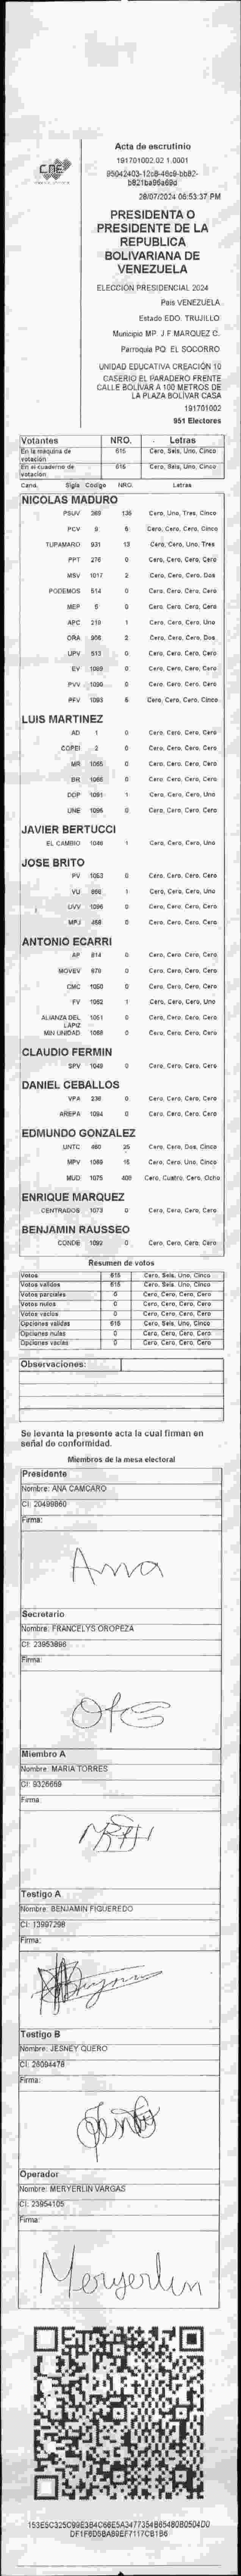 CNE
Acta de escrutinio
191701002.02 1.0001
28/07/2024 06:53:37 PM
PRESIDENTA O
PRESIDENTE DE LA
REPUBLICA
BOLIVARIANA DE
VENEZUELA
ELECCIÓN PRESIDENCIAL 2024
País VENEZUELA
Estado EDO. TRUJILLO
Municipio MP. J F MARQUEZ C.
Parroquia PQ. EL SOCORRO
UNIDAD EDUCATIVA CREACIÓN 10
CASERIO EL PARADERO FRENTE
CALLE BOLÍVAR A 100 METROS DE
LA PLAZA BOLÍVAR CASA
191701002
951 Electores
Votantes NRO. Letras
En la máquina de votación 615 Cero, Seis, Uno, Cinco
En el cuaderno de votación 615 Cero, Seis, Uno, Cinco
Cand. Sigla Codigo NRO. Letras
NICOLAS MADURO
PSUV 369 135 Cero, Uno, Tres, Cinco
PCV 9 5 Cero, Cero, Cero, Cinco
TUPAMARO 931 13 Cero, Cero, Uno, Tres
PPT 276 0 Cero, Cero, Cero, Cero
MSV 1017 2 Cero, Cero, Cero, Dos
PODEMOS 514 0 Cero, Cero, Cero, Cero
MEP 5 0 Cero, Cero, Cero, Cero
APC 219 1 Cero, Cero, Cero, Uno
ORA 906 2 Cero, Cero, Cero, Dos
UPV 513 0 Cero, Cero, Cero, Cero
EV 1099 0 Cero, Cero, Cero, Cero
PVV 1090 0 Cero, Cero, Cero, Cero
PFV 1093 5 Cero, Cero, Cero, Cinco
LUIS MARTINEZ
AD 1 0 Cero, Cero, Cero, Cero
COPEI 2 0 Cero, Cero, Cero, Cero
MR 1055 0 Cero, Cero, Cero, Cero
BR 1066 0 Cero, Cero, Cero, Cero
DDP 1091 1 Cero, Cero, Cero, Uno
UNE 1095 0 Cero, Cero, Cero, Cero
JAVIER BERTUCCI
EL CAMBIO 1046 1 Cero, Cero, Cero, Uno
JOSE BRITO
PV 1053 0 Cero, Cero, Cero, Cero
VU 868 1 Cero, Cero, Cero, Uno
UVV 1096 0 Cero, Cero, Cero, Cero
MPJ 458 0 Cero, Cero, Cero, Cero
ANTONIO ECARRI
AP 814 0 Cero, Cero, Cero, Cero
MOVEV 679 0 Cero, Cero, Cero, Cero
CMC 1050 0 Cero, Cero, Cero, Cero
FV 1052 1 Cero, Cero, Cero, Uno
ALIANZA DEL LÁPIZ 1051 0 Cero, Cero, Cero, Cero
MIN UNIDAD 1068 0 Cero, Cero, Cero, Cero
CLAUDIO FERMIN
SPV 1049 0 Cero, Cero, Cero, Cero
DANIEL CEBALLOS
VPA 236 0 Cero, Cero, Cero, Cero
AREPA 1094 0 Cero, Cero, Cero, Cero
EDMUNDO GONZALEZ
UNTC 460 25 Cero, Cero, Dos, Cinco
MPV 1069 15 Cero, Cero, Uno, Cinco
MUD 1075 408 Cero, Cuatro, Cero, Ocho
ENRIQUE MARQUEZ
CENTRADOS 1073 0 Cero, Cero, Cero, Cero
BENJAMIN RAUSSEO
CONDE 1092 0 Cero, Cero, Cero, Cero
Resumen de votos
Votos 615 Cero, Seis, Uno, Cinco
Votos validos 615 Cero, Seis, Uno, Cinco
Votos parciales 0 Cero, Cero, Cero, Cero
Votos nulos 0 Cero, Cero, Cero, Cero
Votos vacíos 0 Cero, Cero, Cero, Cero
Opciones validas 615 Cero, Seis, Uno, Cinco
Opciones nulas 0 Cero, Cero, Cero, Cero
Opciones vacías 0 Cero, Cero, Cero, Cero
Observaciones:
Se levanta la presente acta la cual firman en
señal de conformidad.
Miembros de la mesa electoral
Presidente
Nombre: ANA CAMCARO
CI: 20499860
Firma:
Ana
Secretario
Nombre: FRANCELYS OROPEZA
CI: 23953896
Firma:
Miembro A
Nombre: MARIA TORRES
CI: 9326669
Firma:
Testigo A
Nombre: BENJAMIN FIGUEREDO
CI: 13997298
Firma:
Testigo B
Nombre: JESNEY QUERO
CI: 26094478
Firma:
Operador
Nombre: MERYERLIN VARGAS
CI: 23954105
Firma:
Meryerlin